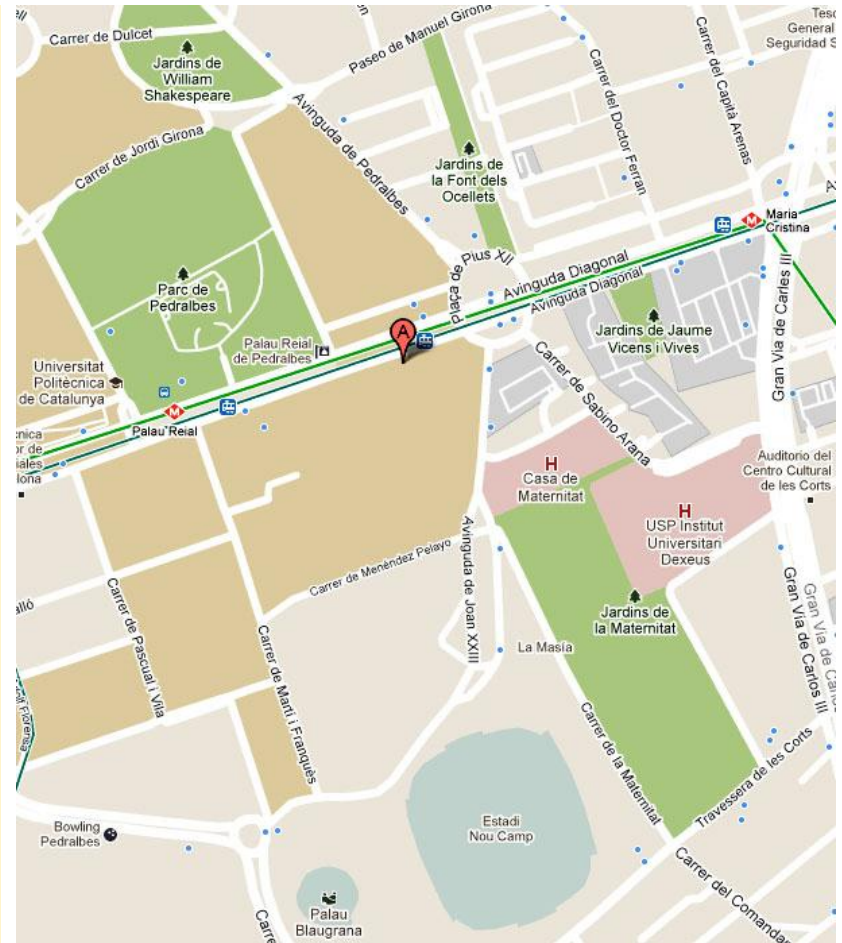 Carrer de Dulcet
Jardins de
William
Shakespeare
Paseo de Manuel Girona
General
Seguridad S
Carrer del Capità Arenas
Carrer del Doctor Ferran
Avinguda de Pedralbes
Carrer de Jordi Girona
Jardins de
la Font dels
Ocellets
Maria
Cristina
Pius XII
Plaça de
Avinguda Diagonal
Avinguda Diagonal
Gran Via de Carles III
Parc de
Pedralbes
A
Palau Reial
de Pedralbes
Jardins de Jaume
Vicens i Vives
Universitat
Politècnica
de Catalunya
Carrer de Sabino Arana
M
Palau Reial
M
H
Casa de
Maternitat
Auditorio del
Centro Cultural
de les Corts
H
USP Institut
Universitari
Dexeus
Avinguda de Joan XXIII
Carrer de Menéndez Pelayo
Carrer de Pascual i Vila
Carrer de Martí i Franquès
Jardins de
la Maternitat
La Masía
Gran Via de Carlos III
Gran Via de Carlo
Carrer de la Maternitat
Travessera de les Corts
Bowling
Pedralbes
Estadi
Nou Camp
Palau
Blaugrana
Carrer del Comandan
Carre